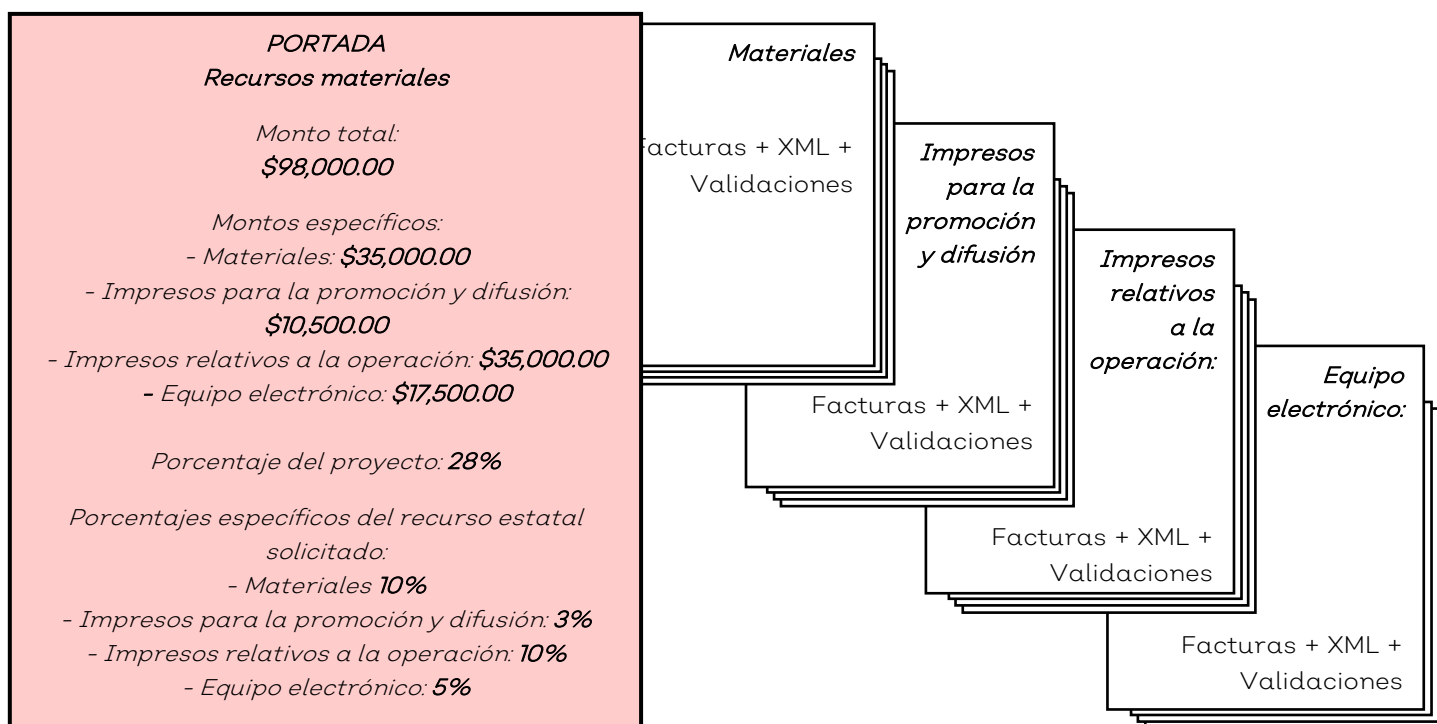 PORTADA
Recursos materiales
Monto total:
$98,000.00
Montos específicos:
- Materiales: $35,000.00
- Impresos para la promoción y difusión:
$10,500.00
- Impresos relativos a la operación: $35,000.00
- Equipo electrónico: $17,500.00
Porcentaje del proyecto: 28%
Porcentajes específicos del recurso estatal
solicitado:
- Materiales 10%
- Impresos para la promoción y difusión: 3%
- Impresos relativos a la operación: 10%
- Equipo electrónico: 5%
Materiales
Facturas + XML +
Validaciones
Impresos
para la
promoción
y difusión
Facturas + XML +
Validaciones
Impresos
relativos
a la
operación:
Facturas + XML +
Validaciones
Equipo
electrónico:
Facturas + XML +
Validaciones